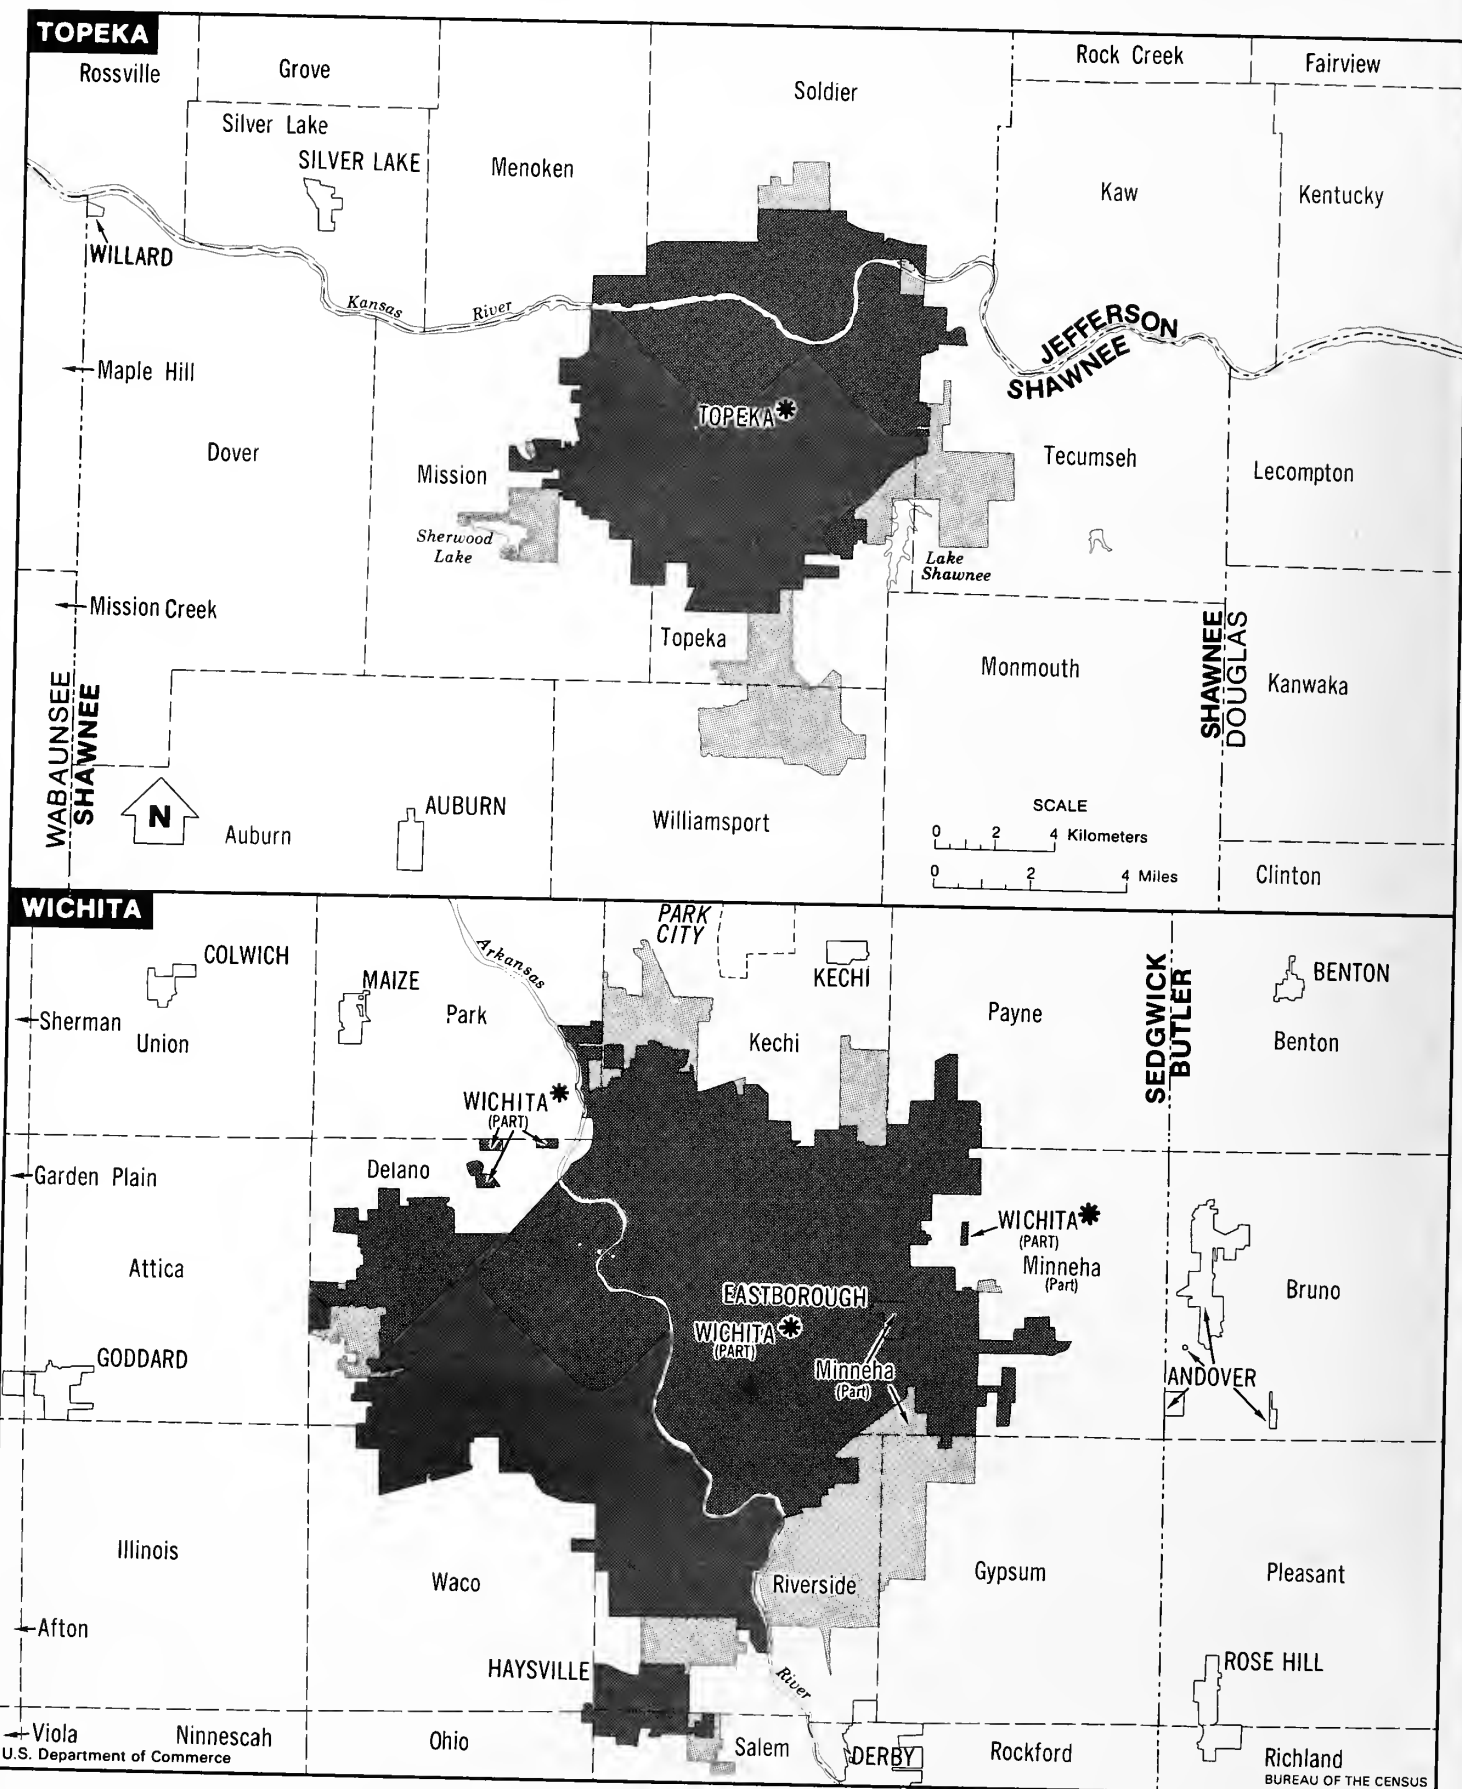 TOPEKA
Rossville
Grove
Soldier
Rock Creek
Fairview
Silver Lake
SILVER LAKE
Menoken
Kaw
Kentucky
WILLARD
Kansas
River
JEFFERSON
SHAWNEE
Maple Hill
TOPEKA*
Dover
Mission
Tecumseh
Lecompton
Sherwood
Lake
Lake
Shawnee
Mission Creek
Topeka
Monmouth
SHAWNEE
DOUGLAS
Kanwaka
WABAUNSEE
SHAWNEE
N
Auburn
AUBURN
Williamsport
SCALE
0 2 4 Kilometers
0 2 4 Miles
Clinton
WICHITA
COLWICH
MAIZE
Arkansas
PARK
CITY
KECHI
SEDGWICK
BUTLER
BENTON
Sherman
Union
Park
Kechi
Payne
Benton
WICHITA*
(PART)
Garden Plain
Delano
WICHITA*
(PART)
Attica
Minneha
(Part)
Bruno
EASTBOROUGH
WICHITA*
(PART)
GODDARD
Minneha
(Part)
ANDOVER
Illinois
Waco
Riverside
Gypsum
Pleasant
Afton
HAYSVILLE
River
ROSE HILL
Viola
Ninnescah
Ohio
Salem
DERBY
Rockford
Richland
U.S. Department of Commerce
BUREAU OF THE CENSUS